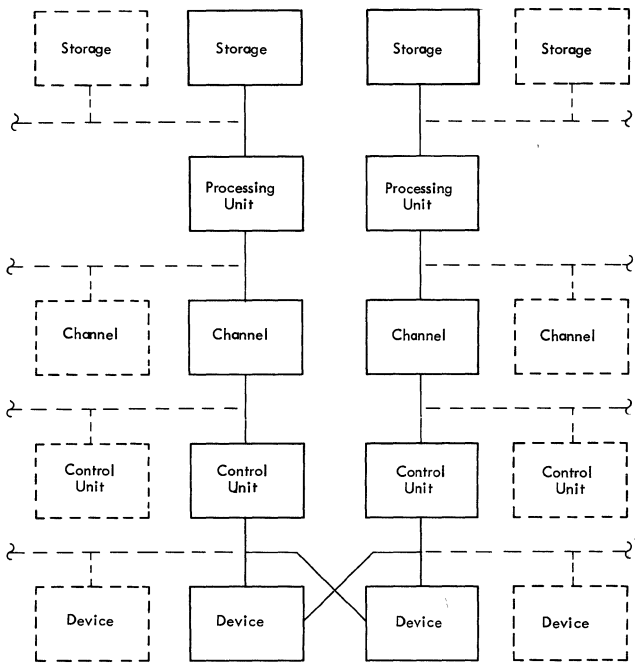 Storage
Storage
Storage
Storage
Processing
Unit
Processing
Unit
Channel
Channel
Channel
Channel
Control
Unit
Control
Unit
Control
Unit
Control
Unit
Device
Device
Device
Device